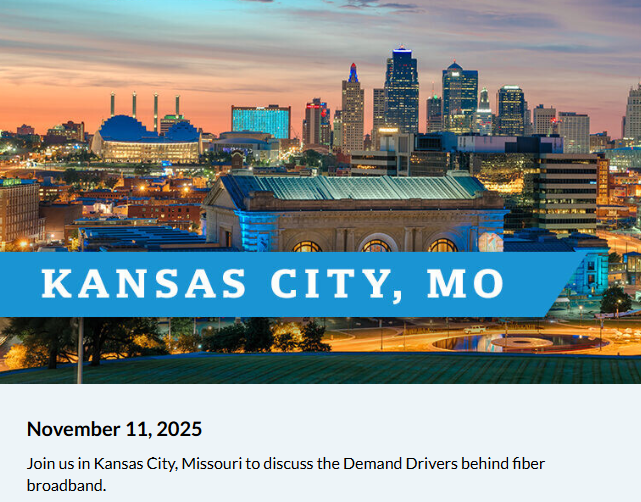 KANSAS CITY, MO
November 11, 2025
Join us in Kansas City, Missouri to discuss the Demand Drivers behind fiber
broadband.